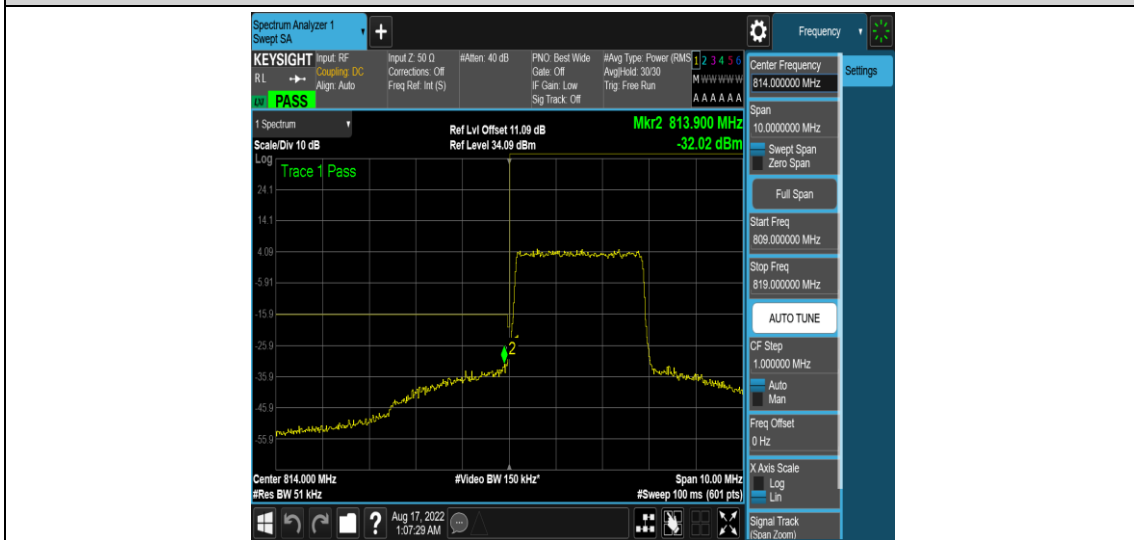 Spectrum Analyzer 1
Swept SA
+
Frequency
KEYSIGHT
RL
PASS
Input: RF
Coupling: DC
Align: Auto
Input Z: 50 Ω
Corrections: Off
Freq Ref: Int (S)
#Atten: 40 dB
PNO: Best Wide
Gate: Off
IF Gain: Low
Sig Track: Off
#Avg Type: Power (RMS
Avg|Hold: 30/30
Trig: Free Run
1 2 3 4 5 6
M W W W W W
A A A A A A
1 Spectrum
Scale/Div 10 dB
Ref Lvl Offset 11.09 dB
Ref Level 34.09 dBm
Mkr2 813.900 MHz
-32.02 dBm
Log
Trace 1 Pass
24.1
14.1
4.09
-5.91
-15.9
-25.9
-35.9
-45.9
-55.9
2
Center 814.000 MHz
#Res BW 51 kHz
#Video BW 150 kHz*
Span 10.00 MHz
#Sweep 100 ms (601 pts)
Center Frequency
814.000000 MHz
Span
10.0000000 MHz
Swept Span
Zero Span
Full Span
Start Freq
809.000000 MHz
Stop Freq
819.000000 MHz
AUTO TUNE
CF Step
1.000000 MHz
Auto
Man
Freq Offset
0 Hz
X Axis Scale
Log
Lin
Signal Track
(Span Zoom)
Settings
?
Aug 17, 2022
1:07:29 AM